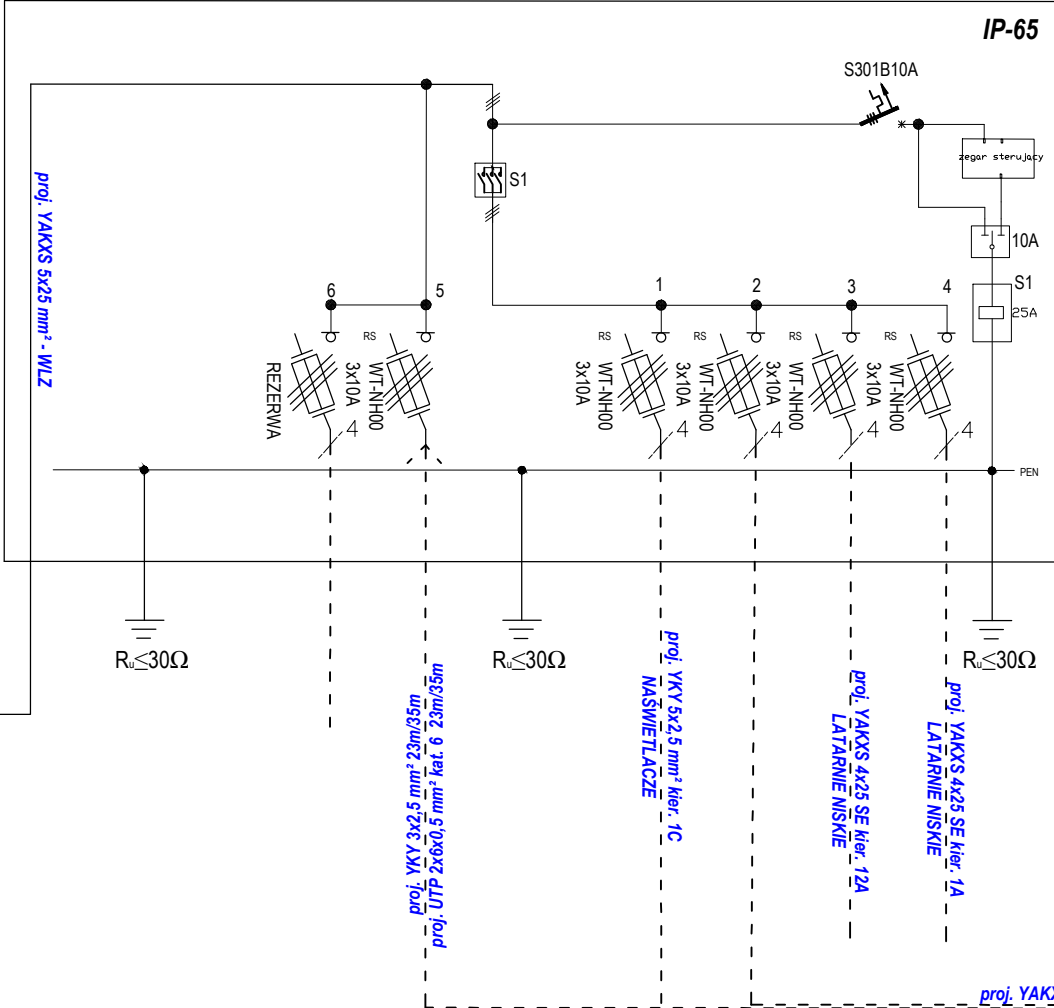 IP-65
S301B10A
zegar sterujacy
S1
10A
S1
25A
proj. YAKXS 5x25 mm² - WLZ
6
5
1
2
3
4
RS
RS
RS
RS
RS
REZERWA
3x10A
WT-NH00
3x10A
WT-NH00
3x10A
WT-NH00
3x10A
WT-NH00
3x10A
WT-NH00
4
4
4
4
4
PEN
Ru≤30Ω
Ru≤30Ω
Ru≤30Ω
proj. YKY 3x2,5 mm² 23m/35m
proj. UTP 2x6x0,5 mm² kat. 6 23m/35m
proj. YKY 5x2,5 mm² kier. 1C
NAŚWIETLACZE
proj. YAKXS 4x25 SE kier. 12A
LATARNIE NISKIE
proj. YAKXS 4x25 SE kier. 1A
LATARNIE NISKIE
proj.